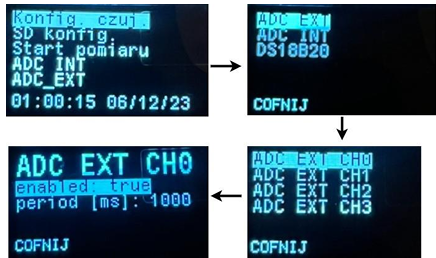 Konfig. czuj.
SD konfig.
Start pomiaru
ADC INT
ADC_EXT
01:00:15 06/12/23
ADC EXT
ADC INT
DS18B20
COFNIJ
ADC EXT CH0
ADC EXT CH1
ADC EXT CH2
ADC EXT CH3
COFNIJ
ADC EXT CH0
enabled: true
period [ms]: 1000
COFNIJ